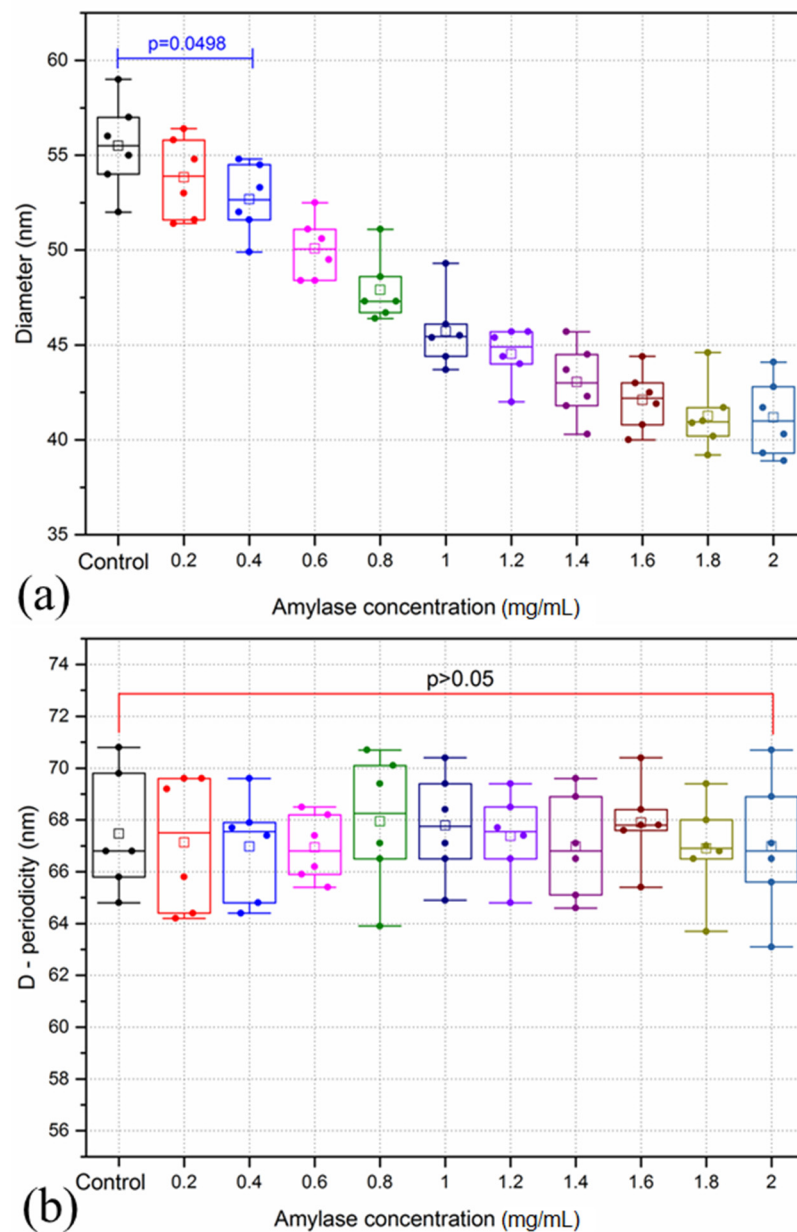 p=0.0498
60
55
50
45
40
35
Diameter (nm)
Control 0.2 0.4 0.6 0.8 1 1.2 1.4 1.6 1.8 2
(a)
Amylase concentration (mg/mL)
p>0.05
74
72
70
68
66
64
62
60
58
56
D - periodicity (nm)
Control 0.2 0.4 0.6 0.8 1 1.2 1.4 1.6 1.8 2
(b)
Amylase concentration (mg/mL)